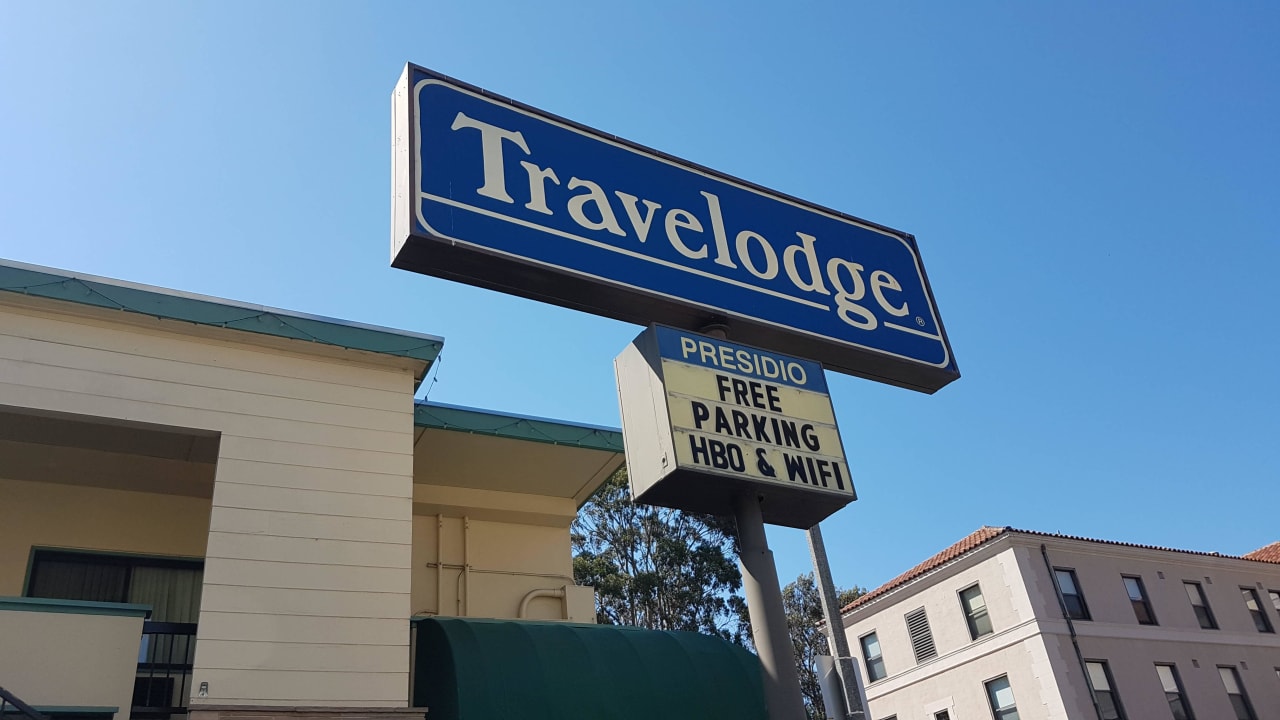 Travelodge®
PRESIDIO
FREE
PARKING
HBO & WIFI